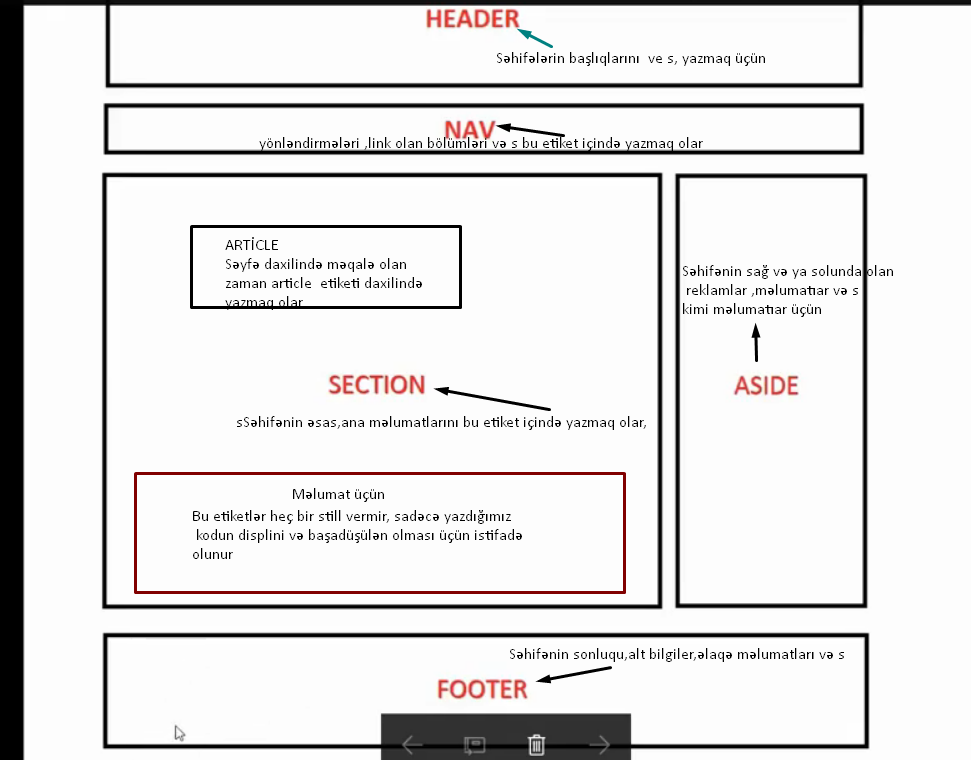 HEADER
Səhifələrin başlıqlarını ve s, yazmaq üçün
NAV
yönləndirmələri ,link olan bölümləri və s bu etiket içində yazmaq olar
ARTİCLE
Səyfə daxilində məqalə olan
zaman article etiketi daxilində
yazmaq olar
Səhifənin sağ və ya solunda olan
reklamlar ,məlumatıar və s
kimi məlumatıar üçün
SECTION
ASIDE
sSəhifənin əsas,ana məlumatlarını bu etiket içində yazmaq olar,
Məlumat üçün
Bu etiketlər heç bir still vermir, sadəcə yazdığımız
kodun displini və başadüşülən olması üçün istifadə
olunur
Səhifənin sonluqu,alt bilgiler,əlaqə məlumatları və s
FOOTER